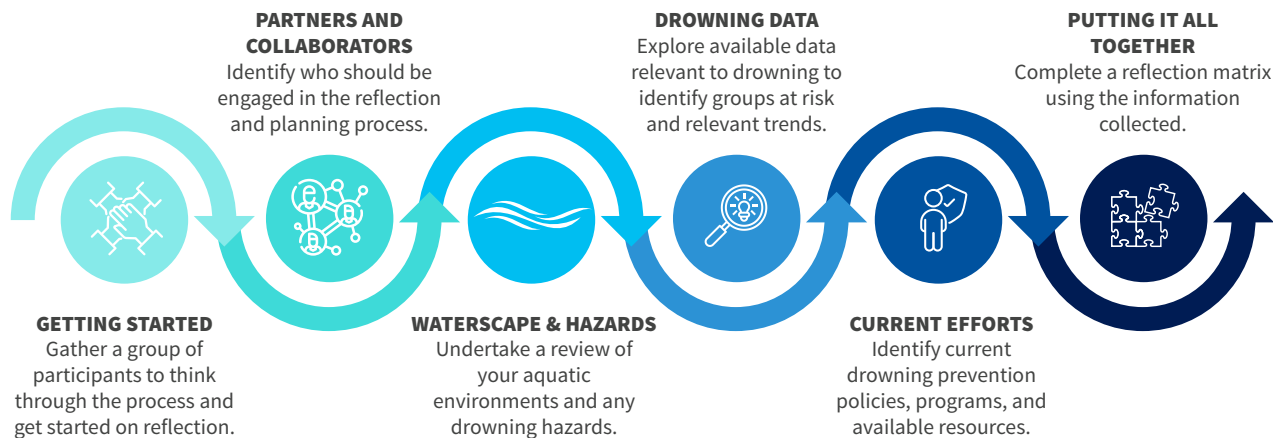 GETTING STARTED
Gather a group of
participants to think
through the process and
get started on reflection.
PARTNERS AND
COLLABORATORS
Identify who should be
engaged in the reflection
and planning process.
WATERSCAPE & HAZARDS
Undertake a review of
your aquatic
environments and any
drowning hazards.
DROWNING DATA
Explore available data
relevant to drowning to
identify groups at risk
and relevant trends.
CURRENT EFFORTS
Identify current
drowning prevention
policies, programs, and
available resources.
PUTTING IT ALL
TOGETHER
Complete a reflection matrix
using the information
collected.